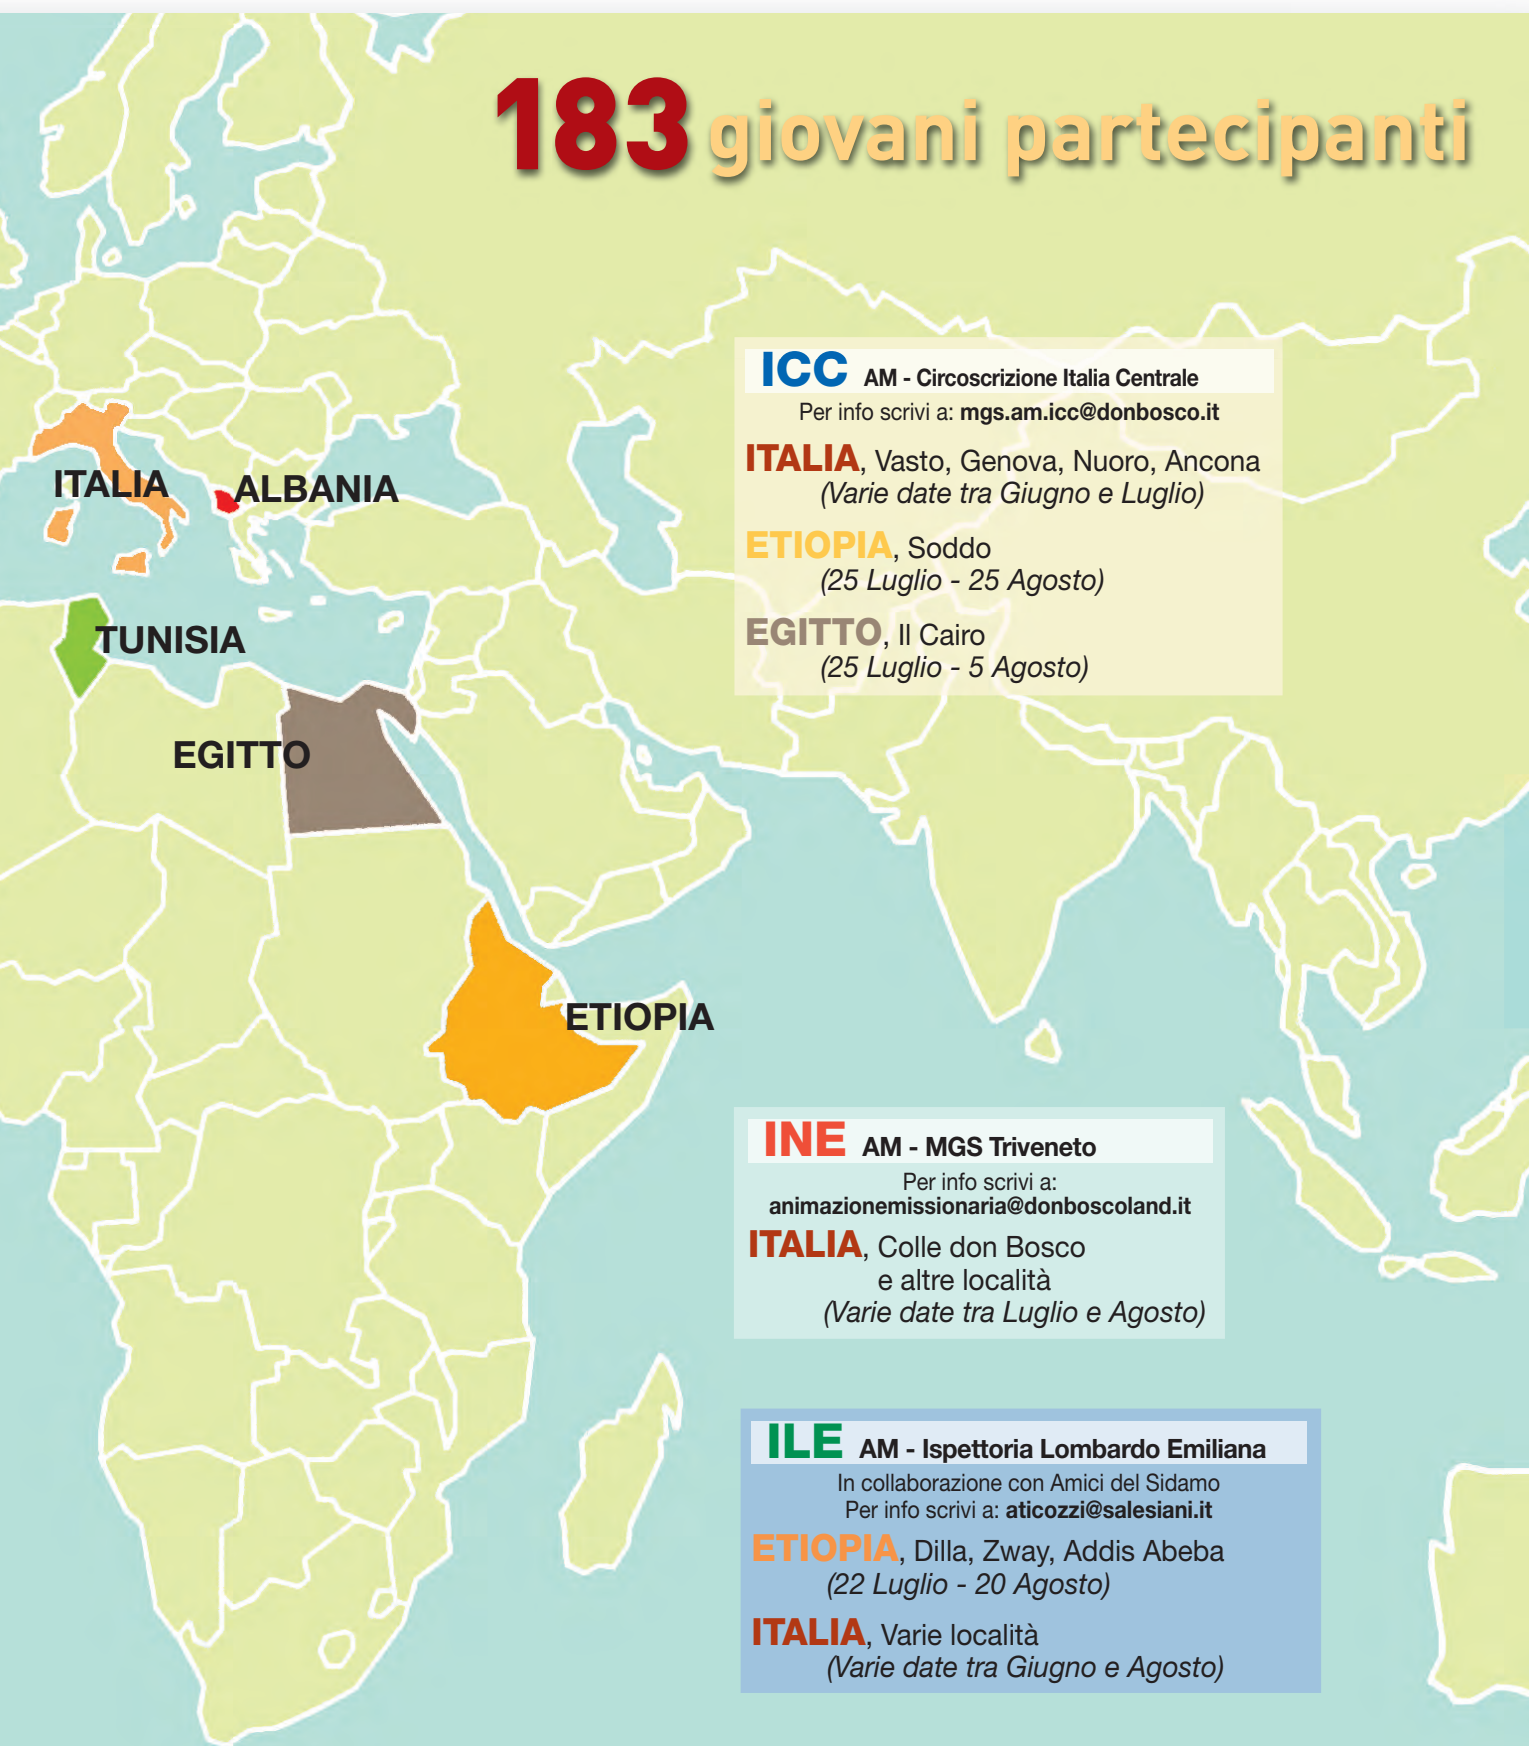 183 giovani partecipanti
ICC AM - Circoscrizione Italia Centrale
Per info scrivi a: mgs.am.icc@donbosco.it
ITALIA, Vasto, Genova, Nuoro, Ancona
(Varie date tra Giugno e Luglio)
ETIOPIA, Soddo
(25 Luglio - 25 Agosto)
EGITTO, Il Cairo
(25 Luglio - 5 Agosto)
ITALIA
ALBANIA
TUNISIA
EGITTO
ETIOPIA
INE AM - MGS Triveneto
Per info scrivi a:
animazionemissionaria@donboscoland.it
ITALIA, Colle don Bosco
e altre località
(Varie date tra Luglio e Agosto)
ILE AM - Ispettoria Lombardo Emiliana
In collaborazione con Amici del Sidamo
Per info scrivi a: aticozzi@salesiani.it
ETIOPIA, Dilla, Zway, Addis Abeba
(22 Luglio - 20 Agosto)
ITALIA, Varie località
(Varie date tra Giugno e Agosto)